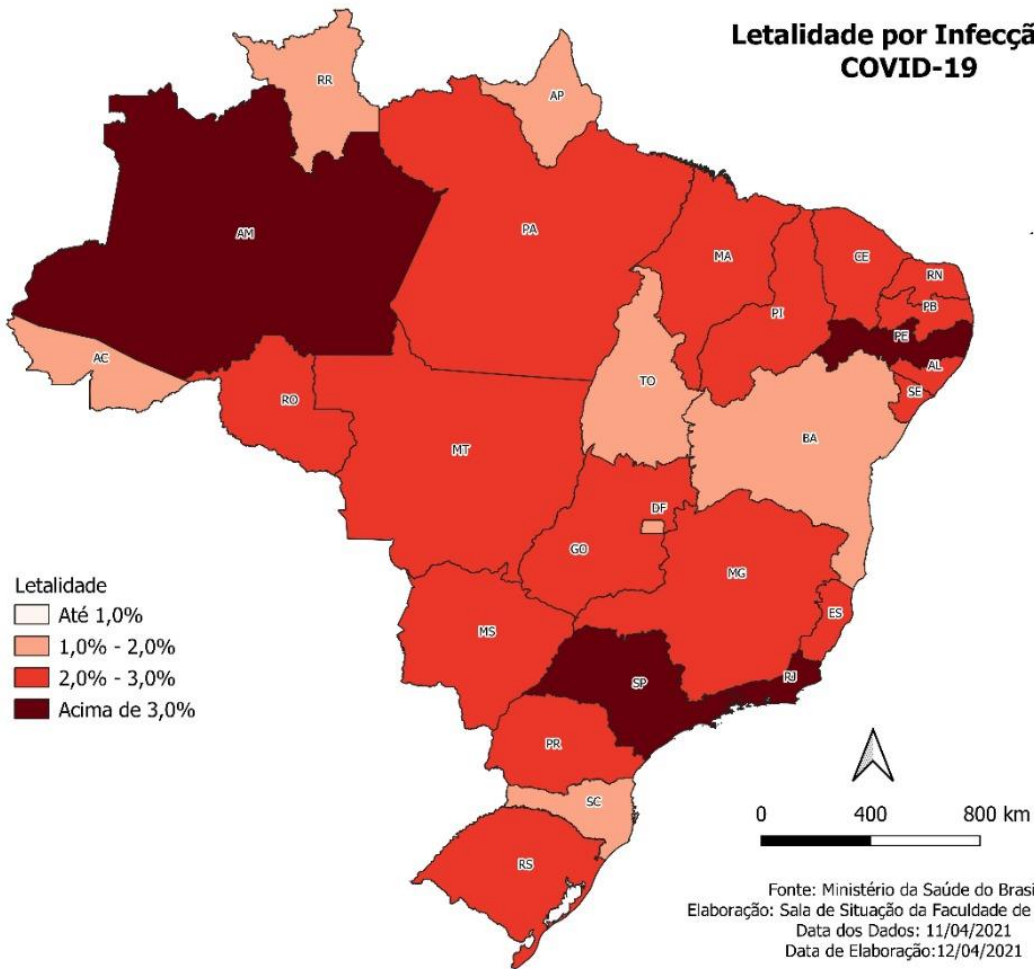 Letalidade por Infecçã
COVID-19
RR
AP
AM
PA
MA
CE
RN
PB
PI
PE
AL
SE
AC
TO
RO
BA
MT
DF
GO
MG
ES
MS
SP
RJ
PR
SC
RS
Letalidade
Até 1,0%
1,0% - 2,0%
2,0% - 3,0%
Acima de 3,0%
0 400 800 km
Fonte: Ministério da Saúde do Brasi
Elaboração: Sala de Situação da Faculdade de
Data dos Dados: 11/04/2021
Data de Elaboração:12/04/2021